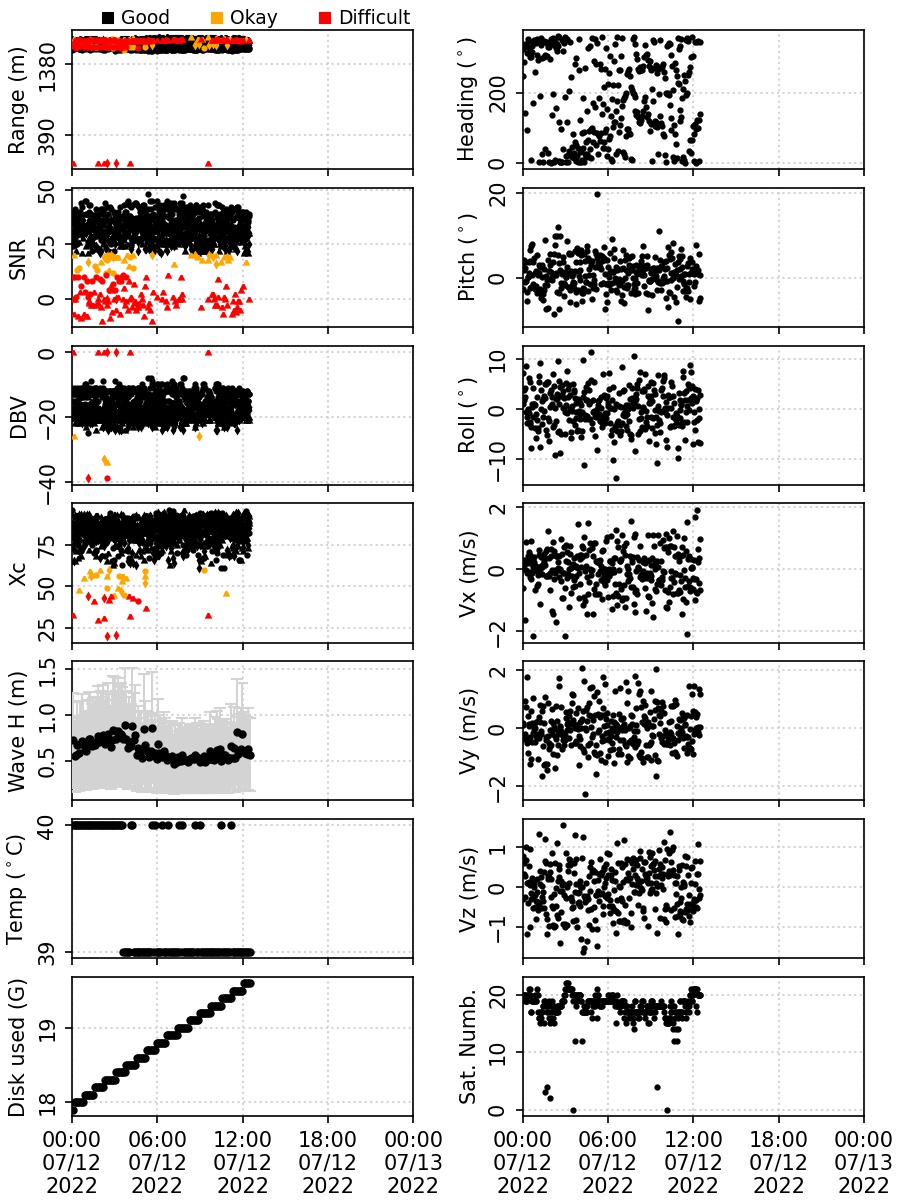 Good Okay Difficult
Range (m)
1380
390
Heading (°)
200
0
SNR
50
25
0
Pitch (°)
20
0
DBV
0
−20
−40
Roll (°)
10
0
−10
Xc
75
50
25
Vx (m/s)
2
0
−2
Wave H (m)
1.5
1.0
0.5
Vy (m/s)
2
0
−2
Temp (°C)
40
39
Vz (m/s)
1
0
−1
Disk used (G)
19
18
Sat. Numb.
20
10
0
00:00 06:00 12:00 18:00 00:00
07/12 07/12 07/12 07/12 07/13
2022 2022 2022 2022 2022
00:00 06:00 12:00 18:00 00:00
07/12 07/12 07/12 07/12 07/13
2022 2022 2022 2022 2022